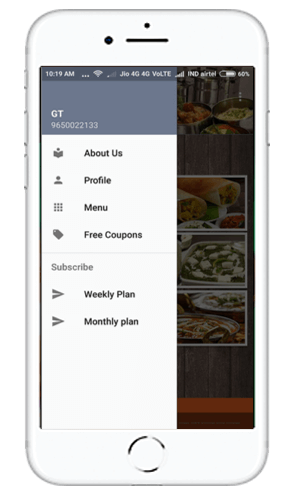 10:19 AM ... Jio 4G 4G VoLTE IND airtel 60%
GT
9650022133
About Us
Profile
Menu
Free Coupons
Subscribe
Weekly Plan
Monthly plan